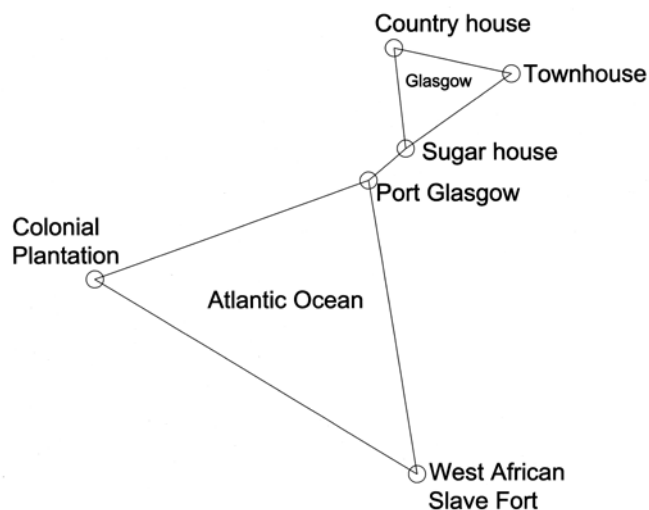 Country house
Glasgow
Townhouse
Sugar house
Port Glasgow
Colonial
Plantation
Atlantic Ocean
West African
Slave Fort